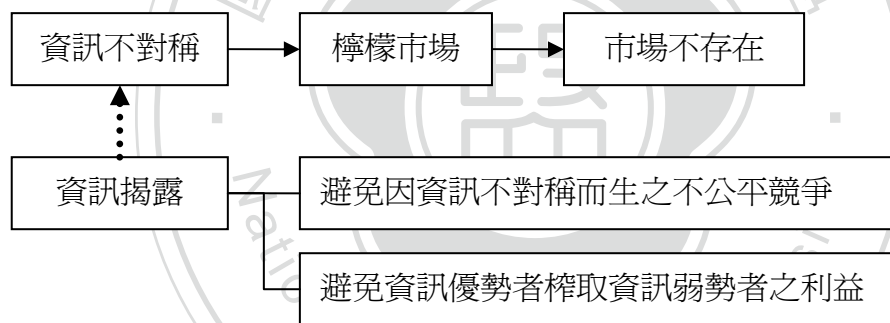 資訊不對稱
檸檬市場
市場不存在
資訊揭露
避免因資訊不對稱而生之不公平競爭
避免資訊優勢者榨取資訊弱勢者之利益
Natio